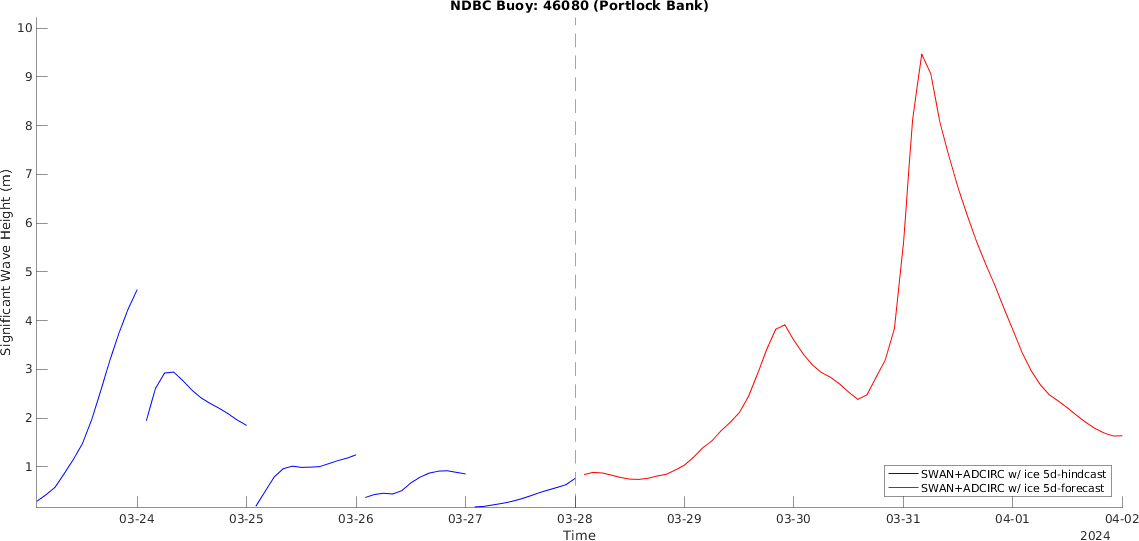 NDBC Buoy: 46080 (Portlock Bank)
10
9
8
7
6
5
4
3
2
1
Significant Wave Height (m)
03-24 03-25 03-26 03-27 03-28 03-29 03-30 03-31 04-01 04-02
Time
2024
SWAN+ADCIRC w/ ice 5d-hindcast
SWAN+ADCIRC w/ ice 5d-forecast